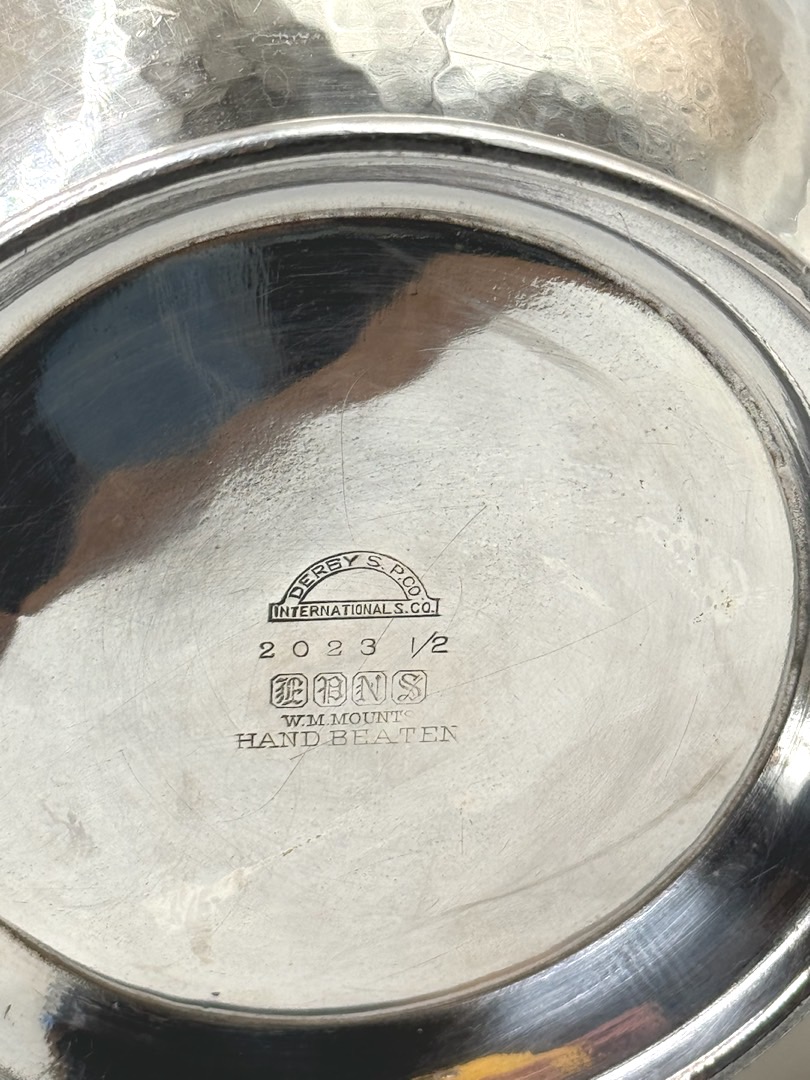 DERBY S. P. CO.
INTERNATIONAL S. CO.
2023 1/2
EPNS
W. M. MOUNTS
HAND BEATEN